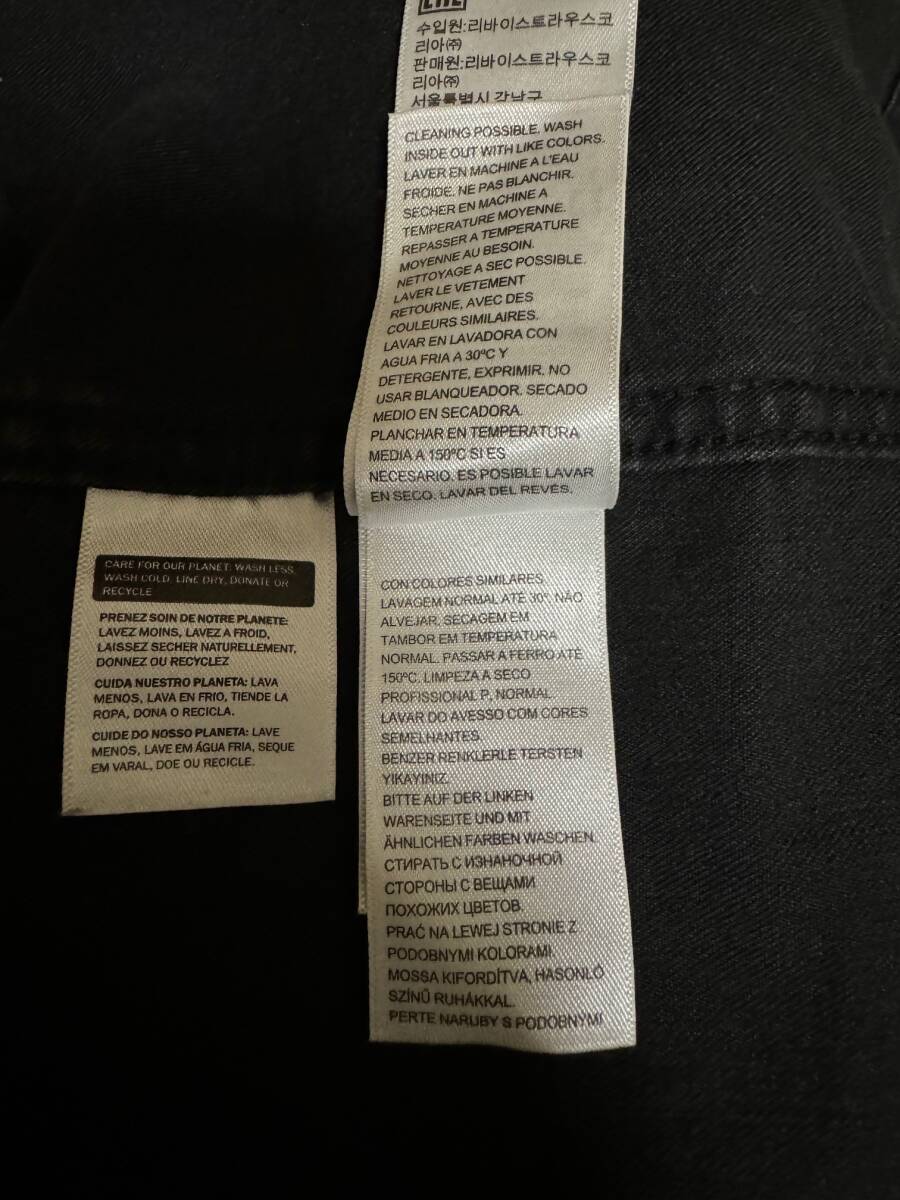 수입원:리바이스트라우스코
리아㈜
판매원:리바이스트라우스코
리아㈜
서울특별시 강남구
CLEANING POSSIBLE. WASH
INSIDE OUT WITH LIKE COLORS.
LAVER EN MACHINE A L'EAU
FROIDE. NE PAS BLANCHIR.
SECHER EN MACHINE A
TEMPERATURE MOYENNE.
REPASSER A TEMPERATURE
MOYENNE AU BESOIN.
NETTOYAGE A SEC POSSIBLE.
LAVER LE VETEMENT
RETOURNE, AVEC DES
COULEURS SIMILAIRES.
LAVAR EN LAVADORA CON
AGUA FRIA A 30ºC Y
DETERGENTE, EXPRIMIR. NO
USAR BLANQUEADOR. SECADO
MEDIO EN SECADORA.
PLANCHAR EN TEMPERATURA
MEDIA A 150ºC SI ES
NECESARIO. ES POSIBLE LAVAR
EN SECO. LAVAR DEL REVÉS,
CARE FOR OUR PLANET: WASH LESS,
WASH COLD, LINE DRY, DONATE OR
RECYCLE
PRENEZ SOIN DE NOTRE PLANETE:
LAVEZ MOINS, LAVEZ A FROID,
LAISSEZ SECHER NATURELLEMENT,
DONNEZ OU RECYCLEZ
CUIDA NUESTRO PLANETA: LAVA
MENOS, LAVA EN FRIO, TIENDE LA
ROPA, DONA O RECICLA.
CUIDE DO NOSSO PLANETA: LAVE
MENOS, LAVE EM ÁGUA FRIA, SEQUE
EM VARAL, DOE OU RECICLE.
CON COLORES SIMILARES
LAVAGEM NORMAL ATÉ 30°. NÃO
ALVEJAR. SECAGEM EM
TAMBOR EM TEMPERATURA
NORMAL. PASSAR A FERRO ATÉ
150ºC. LIMPEZA A SECO
PROFISSIONAL P, NORMAL
LAVAR DO AVESSO COM CORES
SEMELHANTES.
BENZER RENKLERLE TERSTEN
YIKAYINIZ.
BITTE AUF DER LINKEN
WARENSEITE UND MIT
ÄHNLICHEN FARBEN WASCHEN.
СТИРАТЬ С ИЗНАНОЧНОЙ
СТОРОНЫ С ВЕЩАМИ
ПОХОЖИХ ЦВЕТОВ.
PRAĆ NA LEWEJ STRONIE Z
PODOBNYMI KOLORAMI
MOSSA KIFORDÍTVA, HASONLÓ
SZÍNŰ RUHÁKKAL.
PERTE NARUBY S PODOBNÝMI